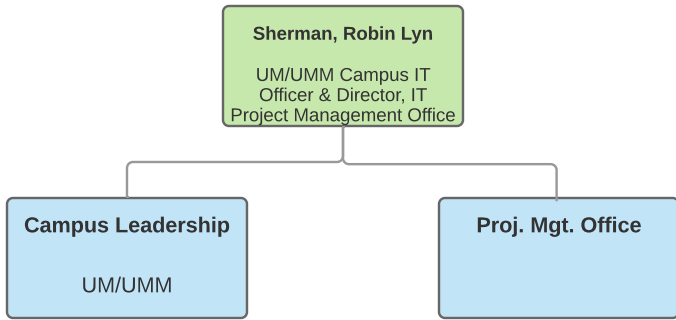 Sherman, Robin Lyn
UM/UMM Campus IT
Officer & Director, IT
Project Management Office
Campus Leadership
UM/UMM
Proj. Mgt. Office